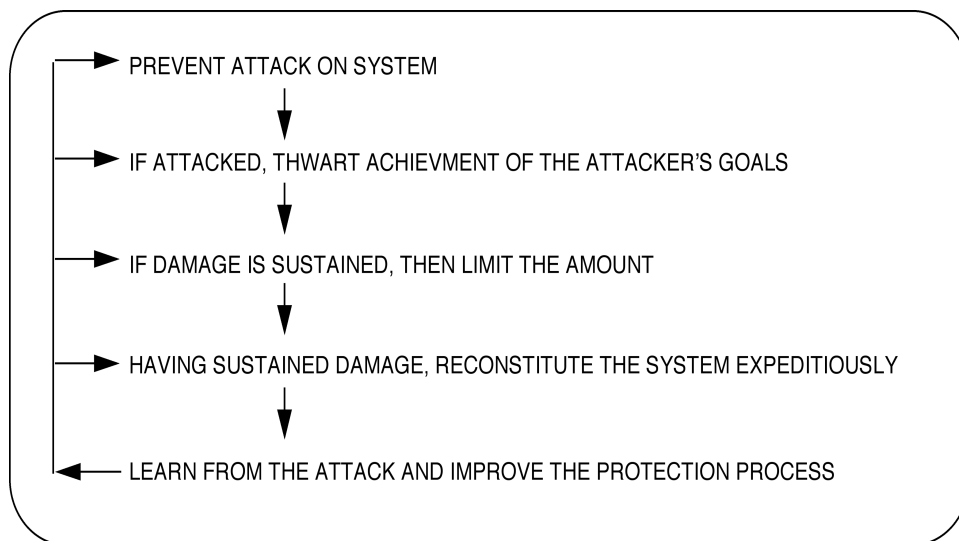 PREVENT ATTACK ON SYSTEM
IF ATTACKED, THWART ACHIEVMENT OF THE ATTACKER'S GOALS
IF DAMAGE IS SUSTAINED, THEN LIMIT THE AMOUNT
HAVING SUSTAINED DAMAGE, RECONSTITUTE THE SYSTEM EXPEDITIOUSLY
LEARN FROM THE ATTACK AND IMPROVE THE PROTECTION PROCESS